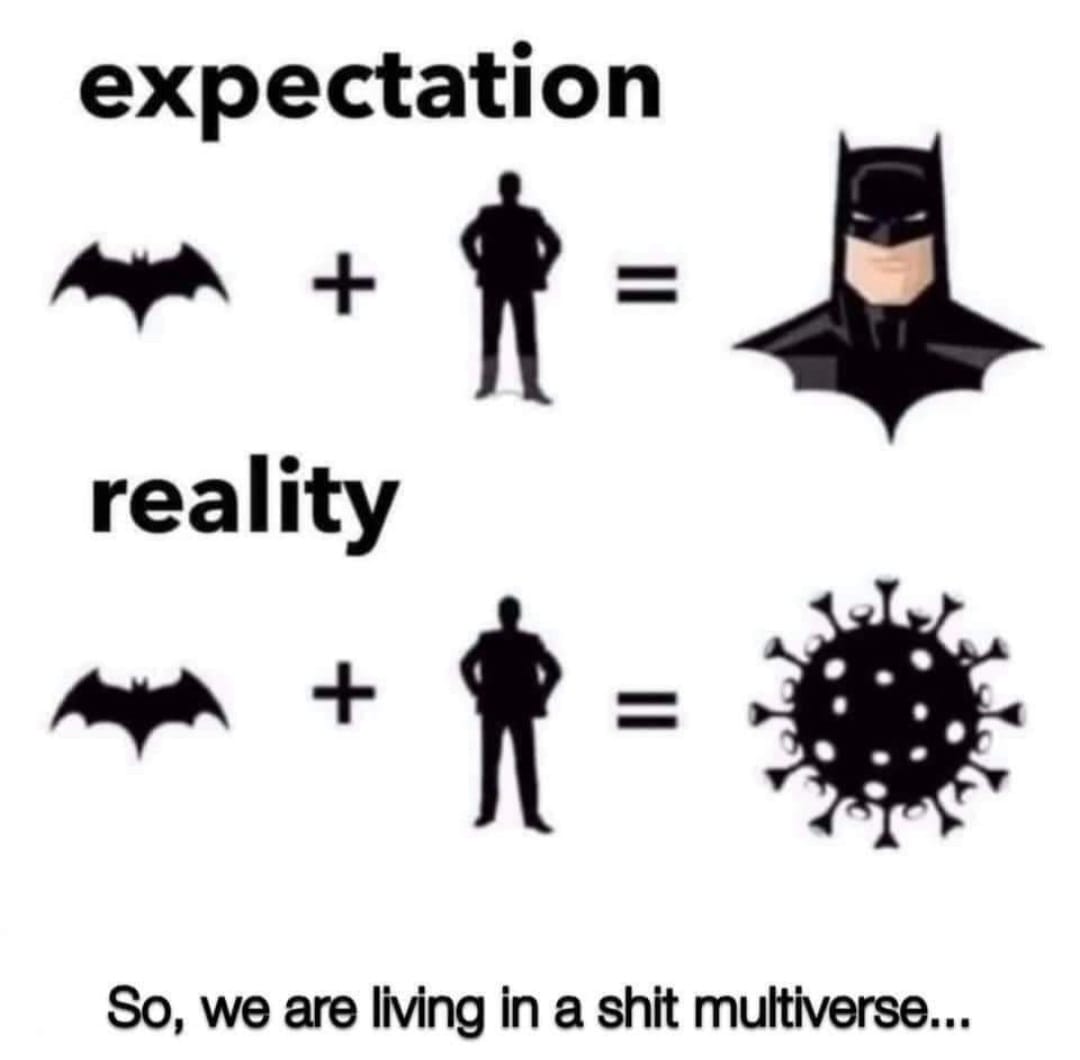 expectation
+ =
reality
+ =
So, we are living in a shit multiverse...